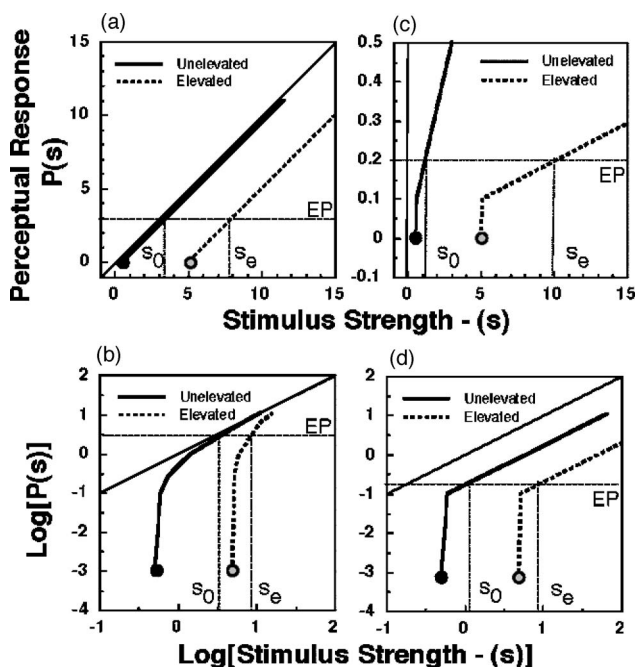 (a)
Unelevated
Elevated
15
10
5
0
EP
s0
se
0
5
10
15
(c)
0.5
0.4
0.3
0.2
0.1
0
-0.1
Unelevated
Elevated
EP
s0
se
0
5
10
15
Perceptual Response
P(s)
Stimulus Strength - (s)
(b)
2
1
0
-1
-2
-3
-4
Unelevated
Elevated
EP
s0
se
-1
0
1
2
(d)
2
1
0
-1
-2
-3
-4
Unelevated
Elevated
EP
s0
se
-1
0
1
2
Log[P(s)]
Log[Stimulus Strength - (s)]